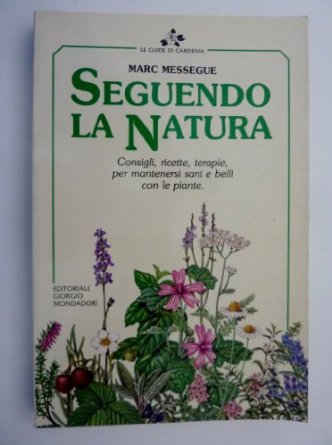 LE GUIDE DI GARDENIA
MARC MESSEGUE
SEGUENDO
LA NATURA
Consigli, ricette, terapie,
per mantenersi sani e belli
con le piante.
EDITORIALE
GIORGIO
MONDADORI